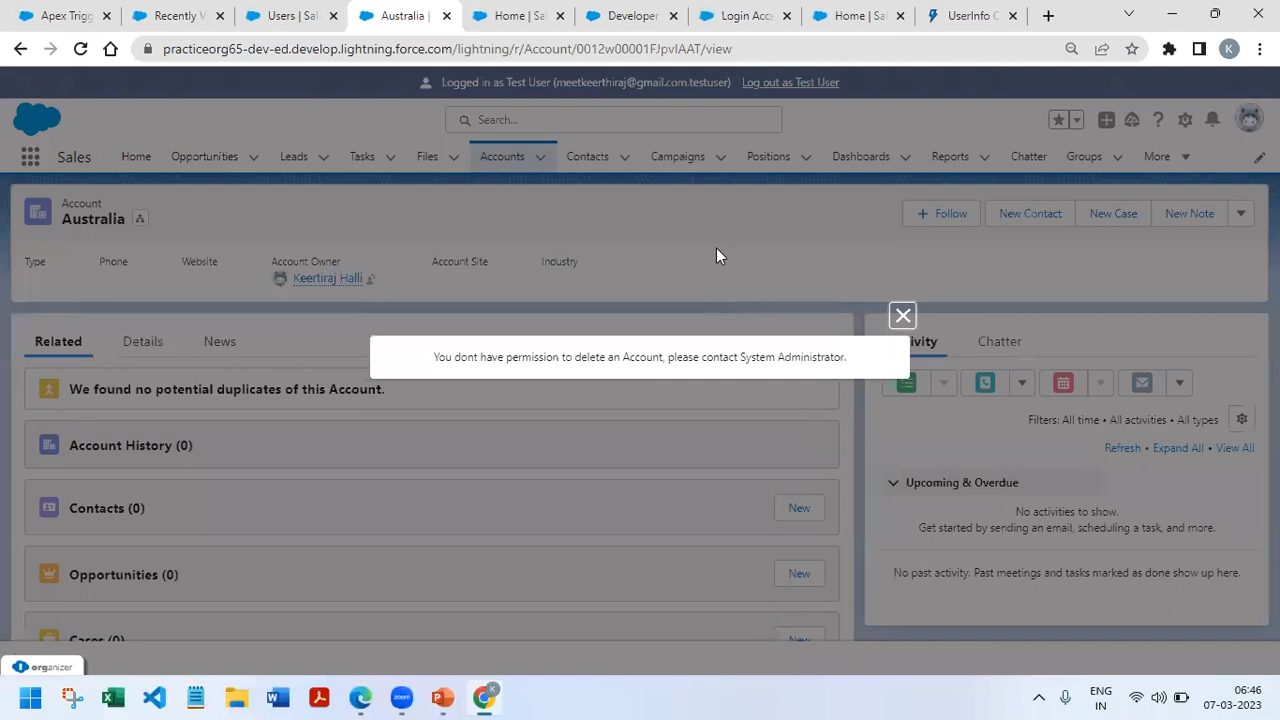 Apex Trigg
Recently V
Users | Sale
Australia |
Home | Sal
Developer
Login Acce
Home | Sal
UserInfo C
practiceorg65-dev-ed.develop.lightning.force.com/lightning/r/Account/0012w00001FJpvIAAT/view
K
Logged in as Test User (meetkeerthiraj@gmail.com.testuser) Log out as Test User
Search...
Sales
Home
Opportunities
Leads
Tasks
Files
Accounts
Contacts
Campaigns
Positions
Dashboards
Reports
Chatter
Groups
More
Account
Australia
Follow
New Contact
New Case
New Note
Type
Phone
Website
Account Owner
Account Site
Industry
Keertiraj Halli
Related
Details
News
ivity
Chatter
You dont have permission to delete an Account, please contact System Administrator.
We found no potential duplicates of this Account.
Account History (0)
Contacts (0)
New
Opportunities (0)
New
Cases (0)
New
Filters: All time • All activities • All types
Refresh • Expand All • View All
Upcoming & Overdue
No activities to show.
Get started by sending an email, scheduling a task, and more.
No past activity. Past meetings and tasks marked as done show up here.
organizer
zoom
K
ENG
IN
06:46
07-03-2023